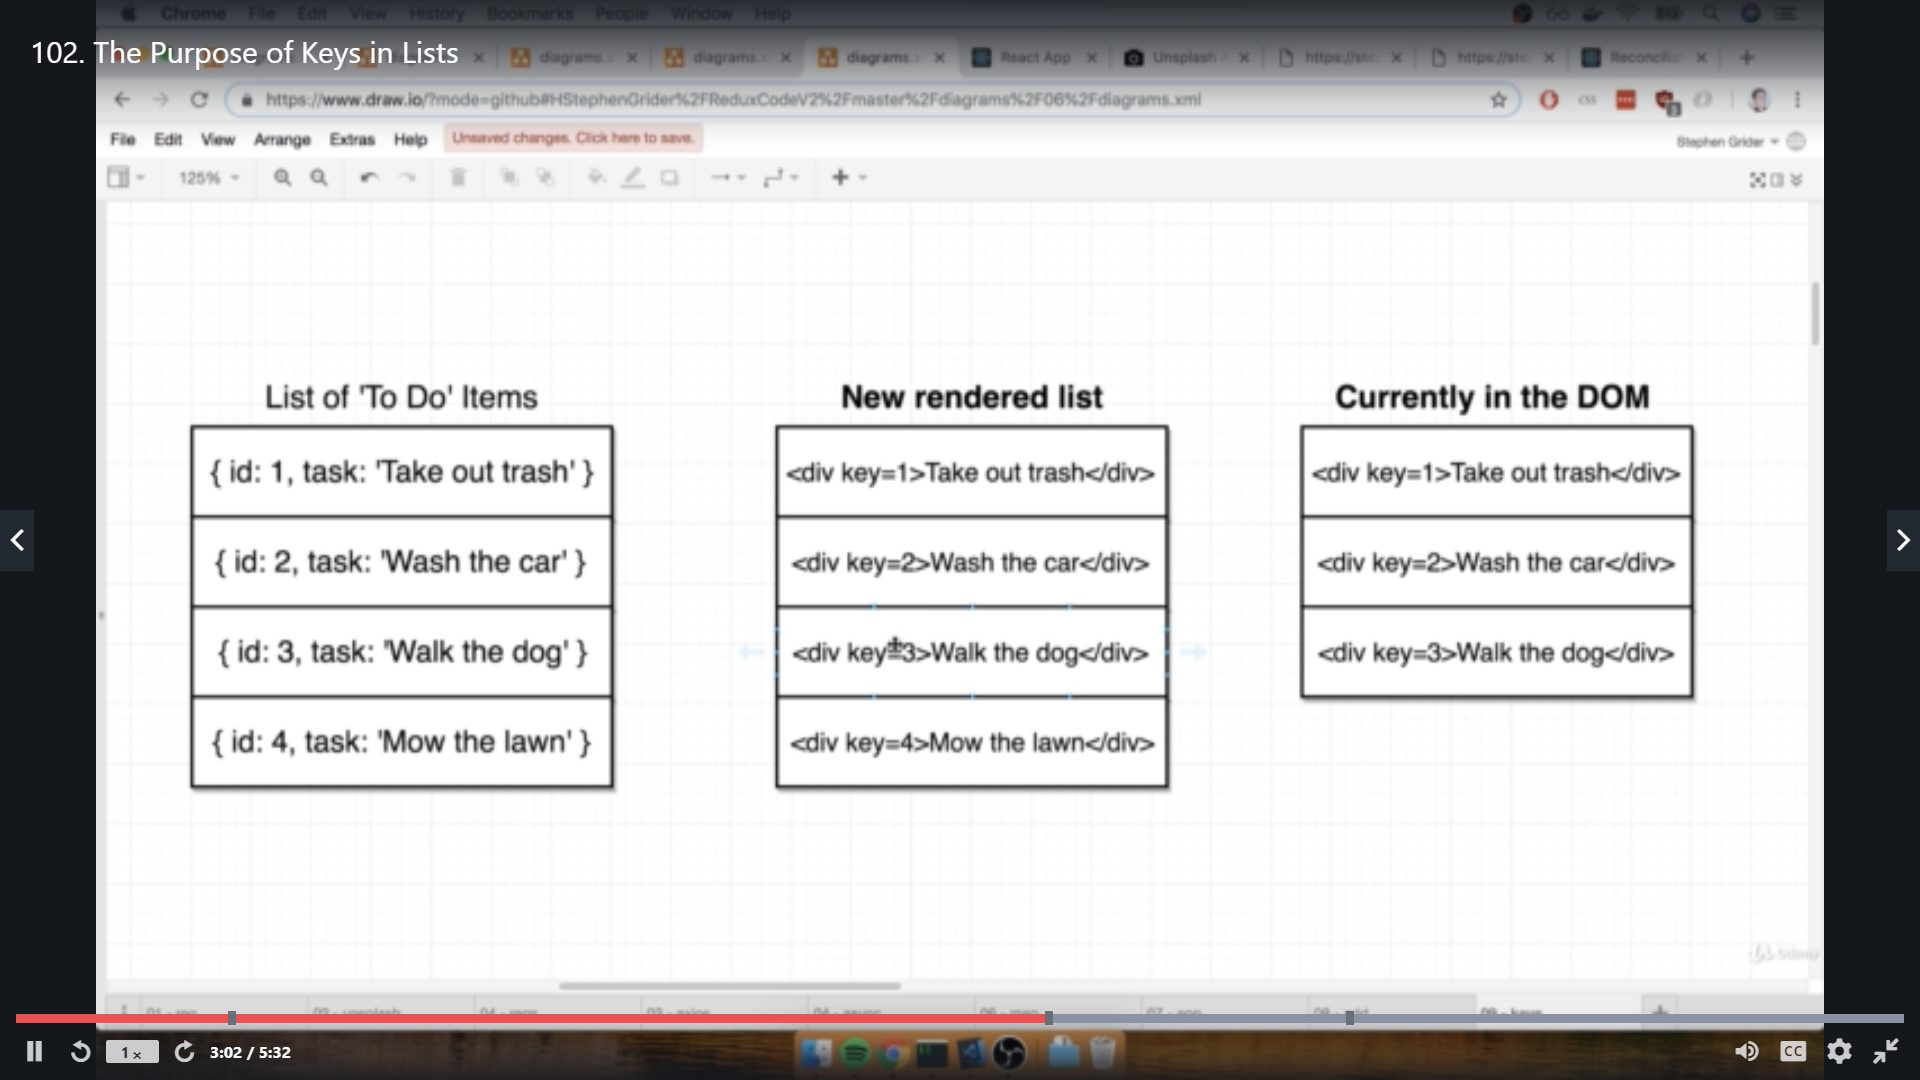 Chrome File Edit View History Bookmarks People Window Help
102. The Purpose of Keys in Lists
diagrams. diagrams. diagrams. React App Unsplash https://ste https://ste
https://www.draw.io/?mode=github#HStephenGrider%2FReduxCodeV2%2Fmaster%2Fdiagrams%2F06%2Fdiagrams.xml
File Edit View Arrange Extras Help Unsaved changes. Click here to save. Stephen Grider
125%
List of 'To Do' Items
{ id: 1, task: 'Take out trash' }
{ id: 2, task: 'Wash the car' }
{ id: 3, task: 'Walk the dog' }
{ id: 4, task: 'Mow the lawn' }
New rendered list
<div key=1>Take out trash</div>
<div key=2>Wash the car</div>
<div key=3>Walk the dog</div>
<div key=4>Mow the lawn</div>
Currently in the DOM
<div key=1>Take out trash</div>
<div key=2>Wash the car</div>
<div key=3>Walk the dog</div>
1x 3:02 / 5:32 CC